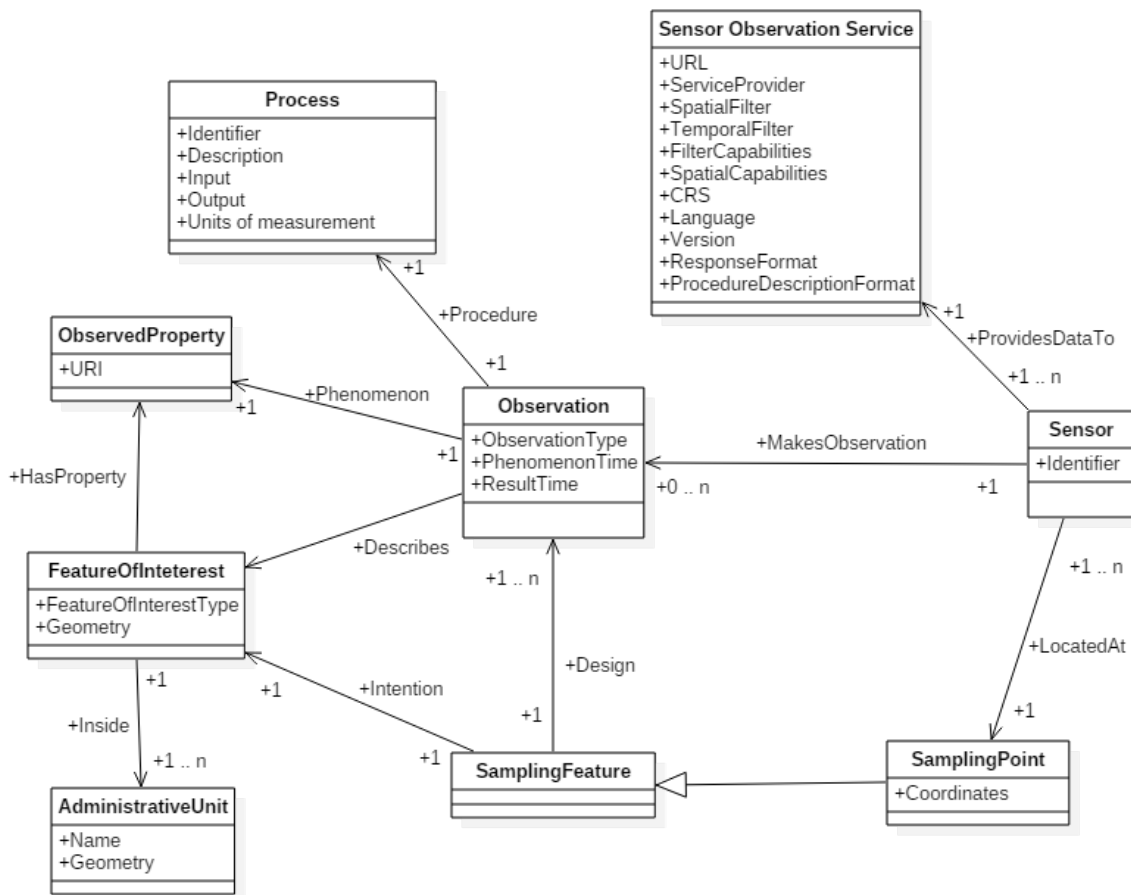 Sensor Observation Service
+URL
+ServiceProvider
+SpatialFilter
+TemporalFilter
+FilterCapabilities
+SpatialCapabilities
+CRS
+Language
+Version
+ResponseFormat
+ProcedureDescriptionFormat
Process
+Identifier
+Description
+Input
+Output
+Units of measurement
+1
+Procedure
+1
+1
+ProvidesDataTo
+1 .. n
ObservedProperty
+URI
+1
+Phenomenon
+1
Observation
+ObservationType
+PhenomenonTime
+ResultTime
+MakesObservation
+0 .. n
+1
Sensor
+Identifier
+HasProperty
+Describes
+1 .. n
+1 .. n
FeatureOfInteterest
+FeatureOfInterestType
+Geometry
+Design
+LocatedAt
+1
+Intention
+1
+1
+1
+1
+Inside
+1 .. n
SamplingFeature
SamplingPoint
+Coordinates
AdministrativeUnit
+Name
+Geometry